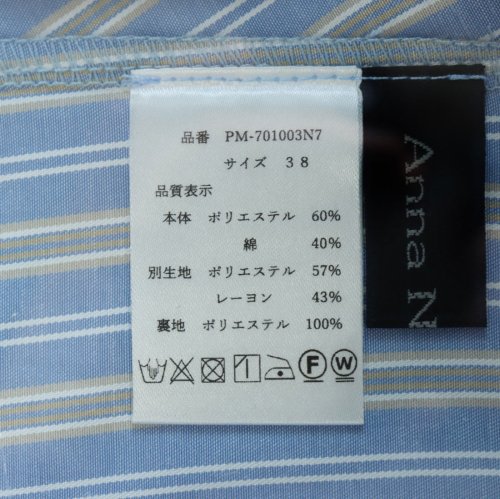 品番 PM-701003N7
サイズ 38
品質表示
本体 ポリエステル 60%
綿 40%
別生地 ポリエステル 57%
レーヨン 43%
裏地 ポリエステル 100%
F W
Anna N